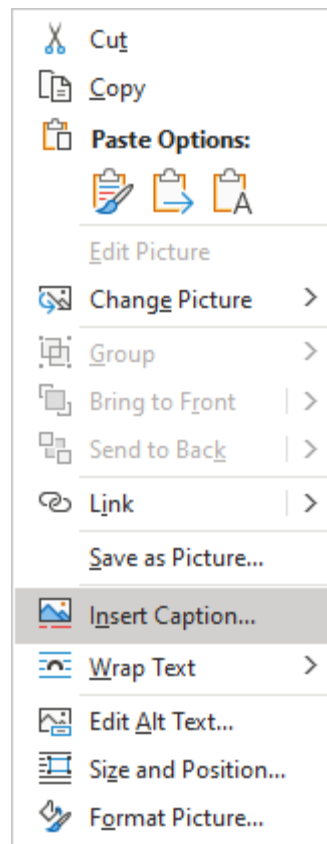 Cut
Copy
Paste Options:
A
Edit Picture
Change Picture
Group
Bring to Front
Send to Back
Link
Save as Picture...
Insert Caption...
Wrap Text
Edit Alt Text...
Size and Position...
Format Picture...